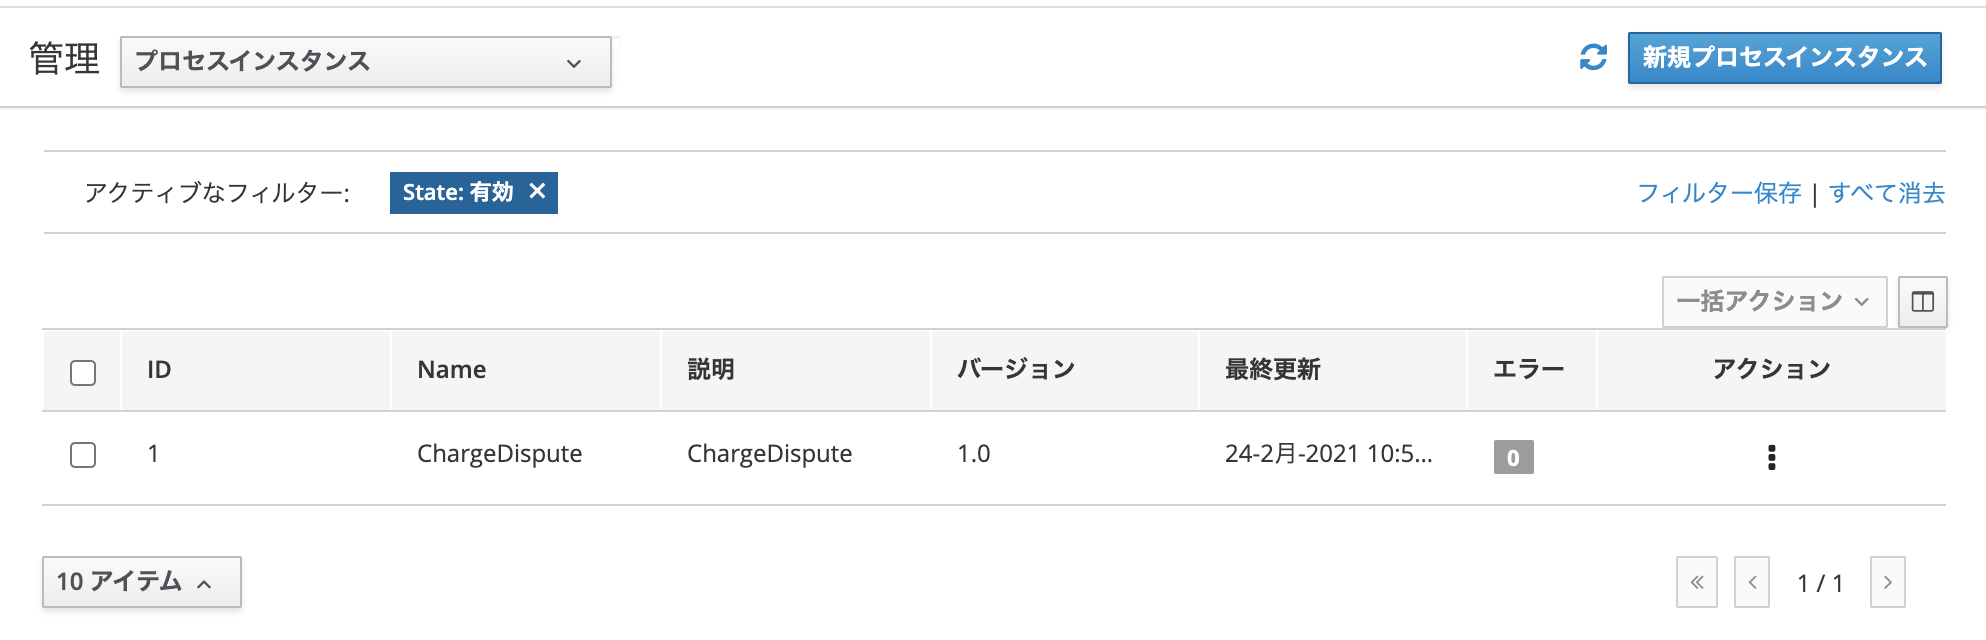 管理 プロセスインスタンス 新規プロセスインスタンス
アクティブなフィルター: State: 有効 ✕ フィルター保存 | すべて消去
一括アクション
ID Name 説明 バージョン 最終更新 エラー アクション
1 ChargeDispute ChargeDispute 1.0 24-2月-2021 10:5... 0
10 アイテム 1 / 1